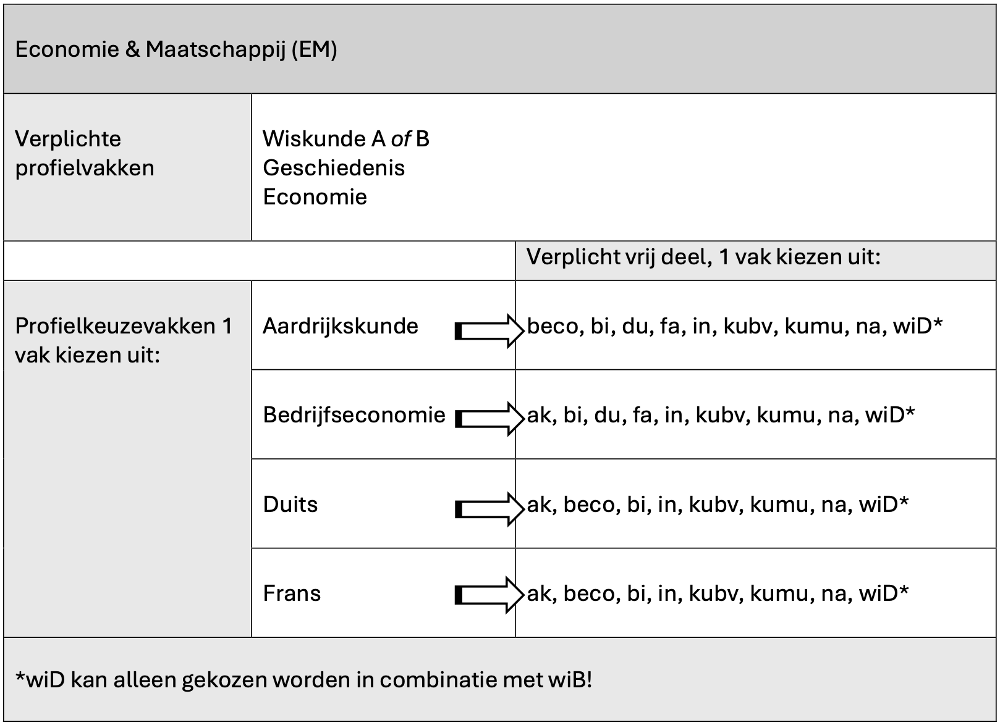 Economie & Maatschappij (EM)
Verplichte
profielvakken
Wiskunde A of B
Geschiedenis
Economie
Verplicht vrij deel, 1 vak kiezen uit:
Profielkeuzevakken 1
vak kiezen uit:
Aardrijkskunde
beco, bi, du, fa, in, kubv, kumu, na, wiD*
Bedrijfseconomie
ak, bi, du, fa, in, kubv, kumu, na, wiD*
Duits
ak, beco, bi, in, kubv, kumu, na, wiD*
Frans
ak, beco, bi, in, kubv, kumu, na, wiD*
*wiD kan alleen gekozen worden in combinatie met wiB!